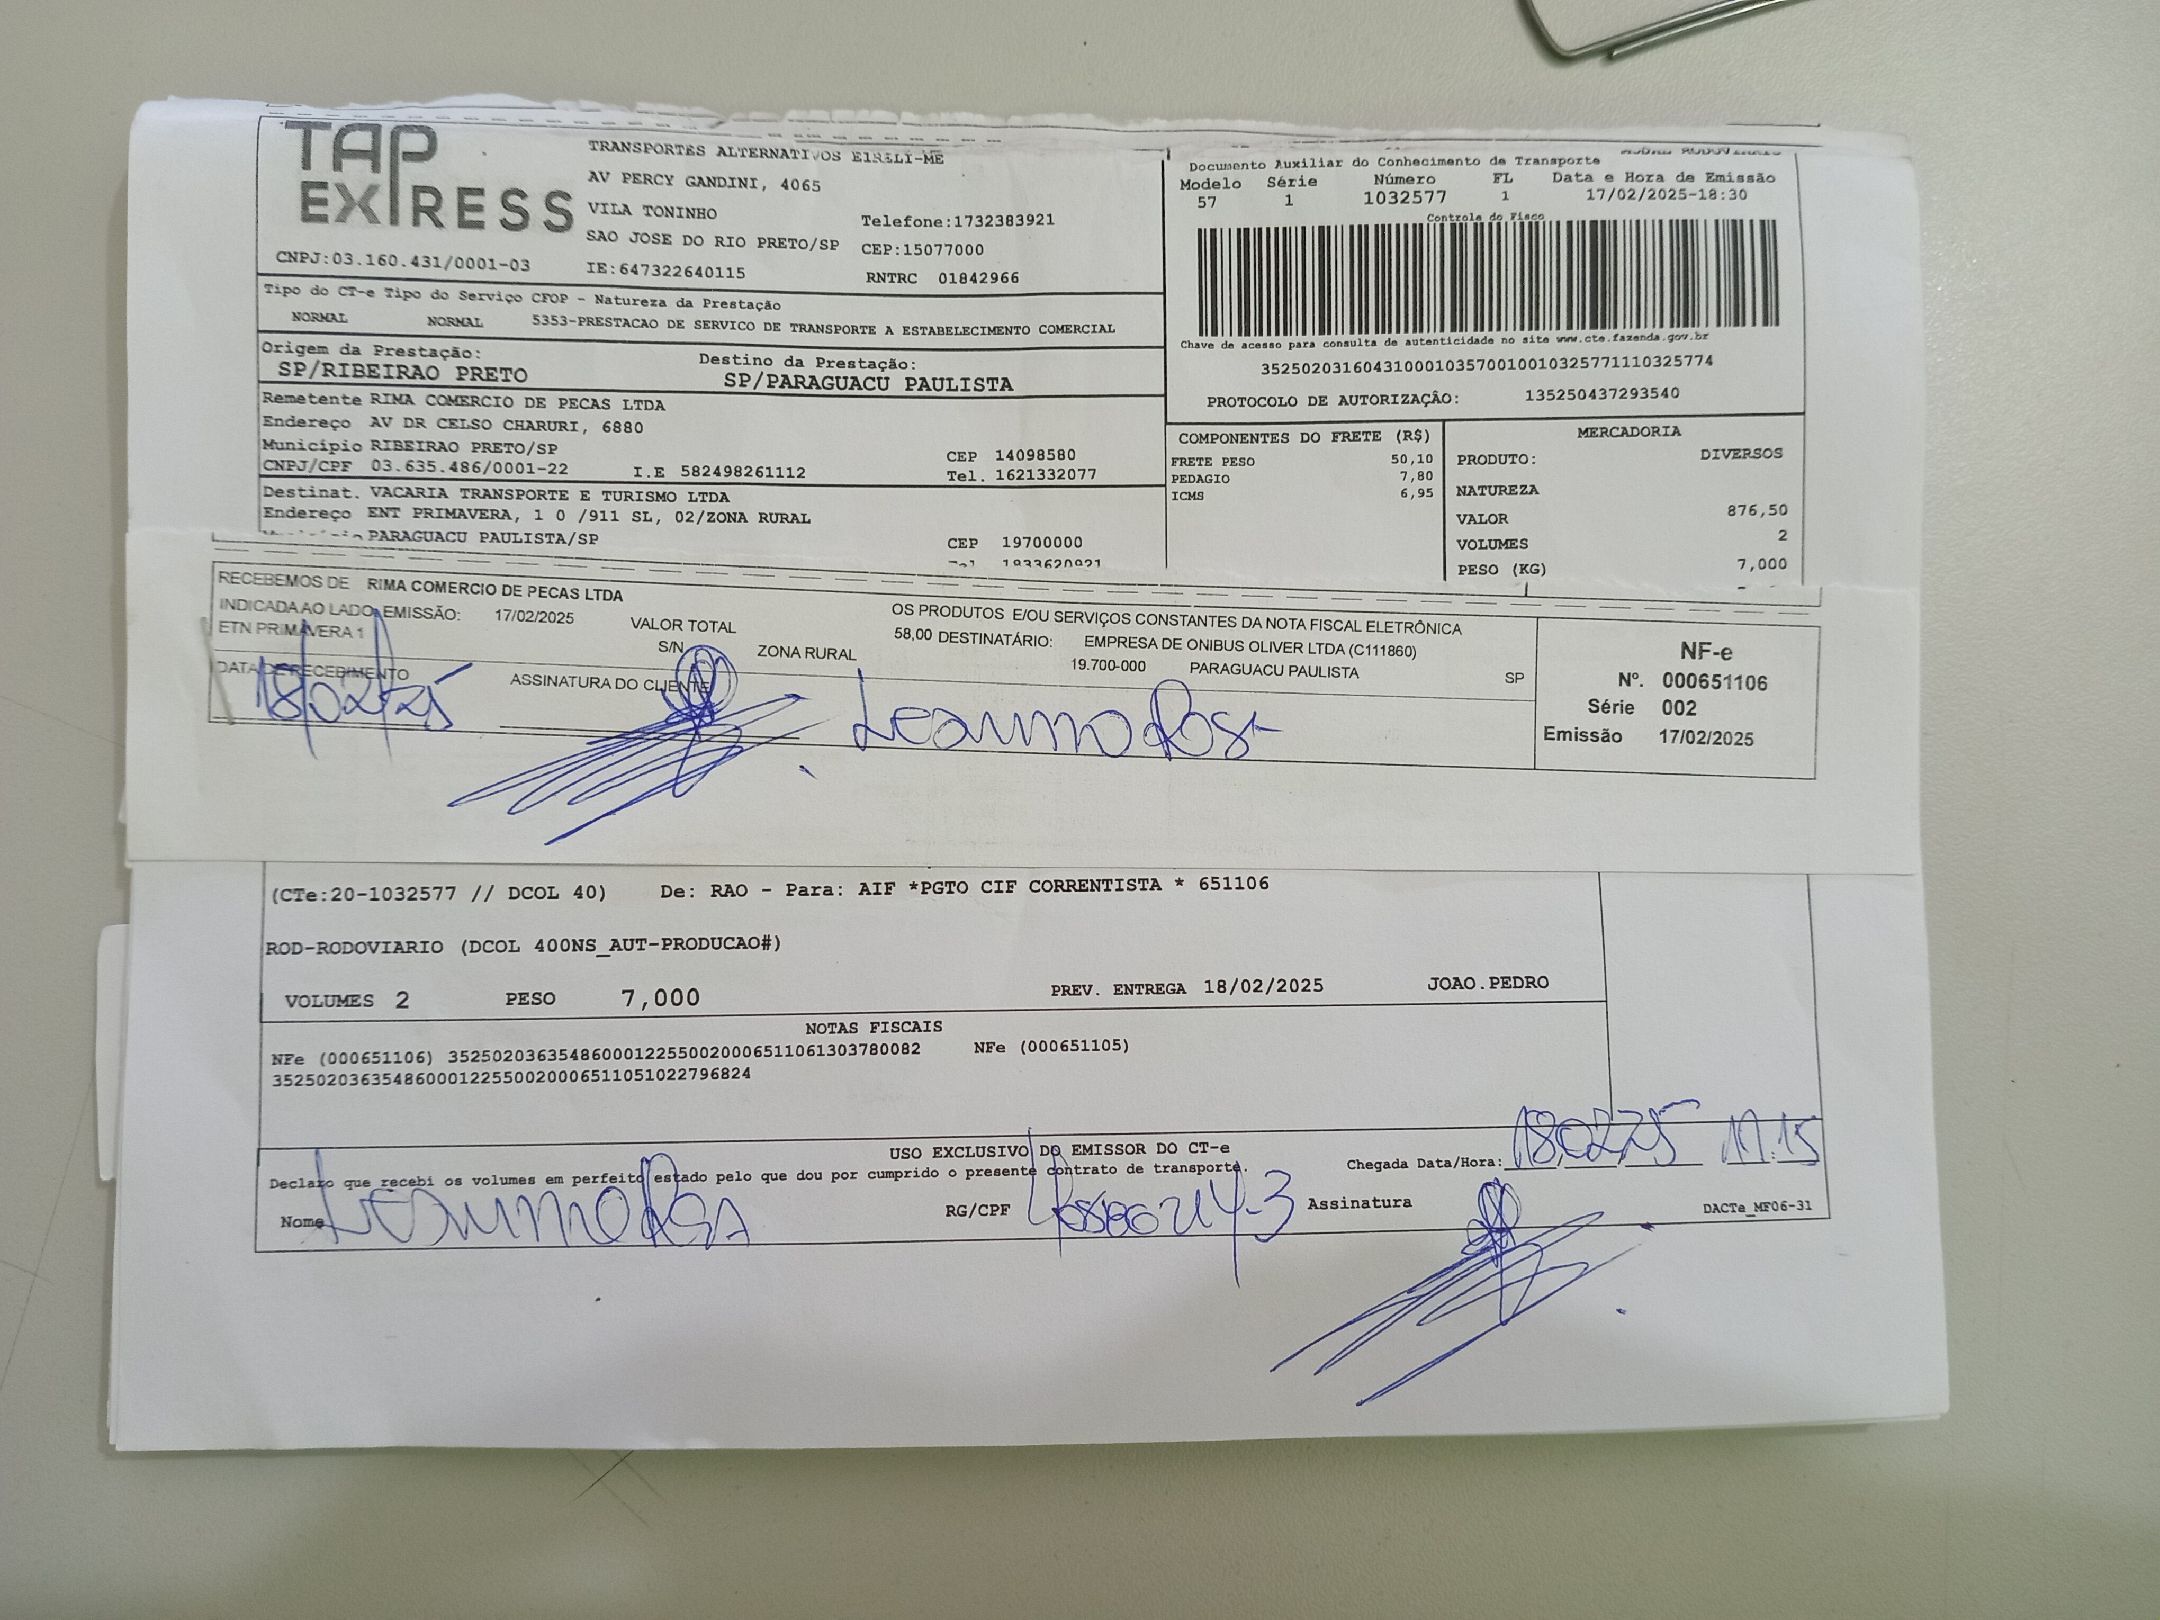 TAP
EXPRESS
TRANSPORTES ALTERNATIVOS EIRELI-ME
AV PERCY GANDINI, 4065
VILA TONINHO
Telefone:1732383921
SAO JOSE DO RIO PRETO/SP CEP:15077000
CNPJ:03.160.431/0001-03 IE:647322640115 RNTRC 01842966
Tipo do CT-e Tipo do Serviço CFOP - Natureza da Prestação
NORMAL NORMAL 5353-PRESTACAO DE SERVICO DE TRANSPORTE A ESTABELECIMENTO COMERCIAL
Origem da Prestação: Destino da Prestação:
SP/RIBEIRAO PRETO SP/PARAGUACU PAULISTA
Remetente RIMA COMERCIO DE PECAS LTDA
Endereço AV DR CELSO CHARURI, 6880
Município RIBEIRAO PRETO/SP CEP 14098580
CNPJ/CPF 03.635.486/0001-22 I.E 582498261112 Tel. 1621332077
Destinat. VACARIA TRANSPORTE E TURISMO LTDA
Endereço ENT PRIMAVERA, 1 0 /911 SL, 02/ZONA RURAL
PARAGUACU PAULISTA/SP CEP 19700000
Documento Auxiliar do Conhecimento de Transporte
Modelo Série Número FL Data e Hora de Emissão
57 1 1032577 1 17/02/2025-18:30
Controle do Fisco
Chave de acesso para consulta de autenticidade no site www.cte.fazenda.gov.br
35250203160431000103570010010325771110325774
PROTOCOLO DE AUTORIZAÇÃO: 135250437293540
COMPONENTES DO FRETE (R$)
FRETE PESO 50,10
PEDAGIO 7,80
ICMS 6,95
MERCADORIA
PRODUTO: DIVERSOS
NATUREZA
VALOR 876,50
VOLUMES 2
PESO (KG) 7,000
RECEBEMOS DE RIMA COMERCIO DE PECAS LTDA OS PRODUTOS E/OU SERVIÇOS CONSTANTES DA NOTA FISCAL ELETRÔNICA
INDICADA AO LADO. EMISSÃO: 17/02/2025 VALOR TOTAL 58,00 DESTINATÁRIO: EMPRESA DE ONIBUS OLIVER LTDA (C111860)
ETN PRIMAVERA 1 S/N ZONA RURAL 19.700-000 PARAGUACU PAULISTA SP
DATA DE RECEBIMENTO ASSINATURA DO CLIENTE
18/02/25
NF-e
Nº. 000651106
Série 002
Emissão 17/02/2025
(CTe:20-1032577 // DCOL 40) De: RAO - Para: AIF *PGTO CIF CORRENTISTA * 651106
ROD-RODOVIARIO (DCOL 400NS_AUT-PRODUCAO#)
VOLUMES 2 PESO 7,000 PREV. ENTREGA 18/02/2025 JOAO.PEDRO
NOTAS FISCAIS
NFe (000651106) 35250203635486000122550020006511061303780082 NFe (000651105)
35250203635486000122550020006511051022796824
USO EXCLUSIVO DO EMISSOR DO CT-e
Declaro que recebi os volumes em perfeito estado pelo que dou por cumprido o presente contrato de transporte.
Chegada Data/Hora: 18 02 25
Nome RG/CPF Assinatura DACTe_MF06-31